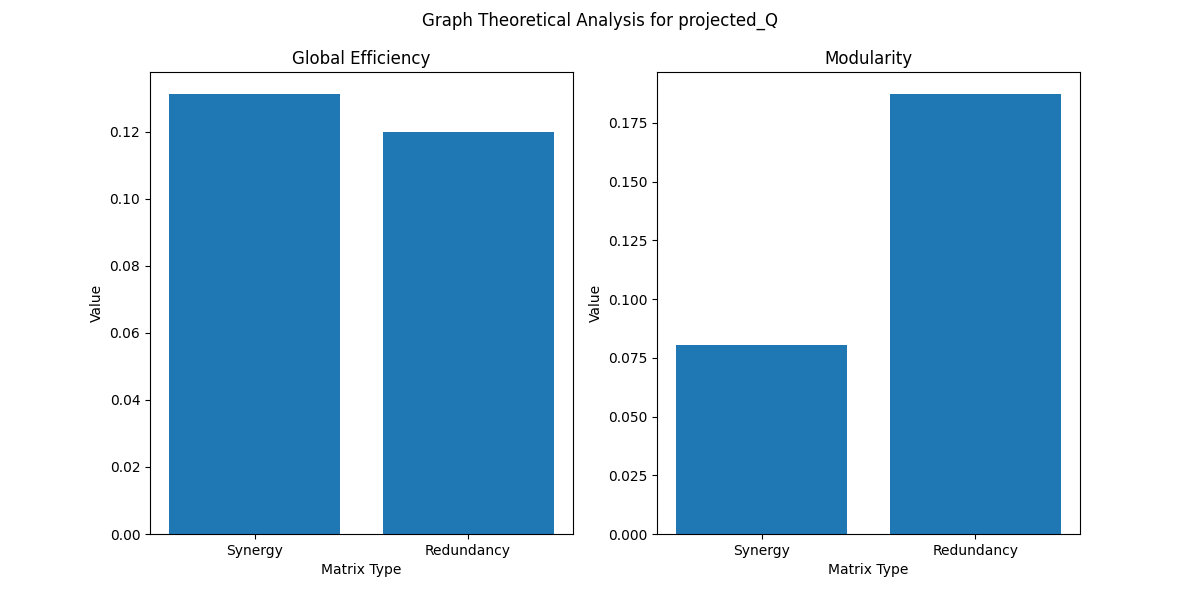 Graph Theoretical Analysis for projected_Q
Global Efficiency
0.12
0.10
0.08
0.06
0.04
0.02
0.00
Value
Synergy
Redundancy
Matrix Type
Modularity
0.175
0.150
0.125
0.100
0.075
0.050
0.025
0.000
Value
Synergy
Redundancy
Matrix Type